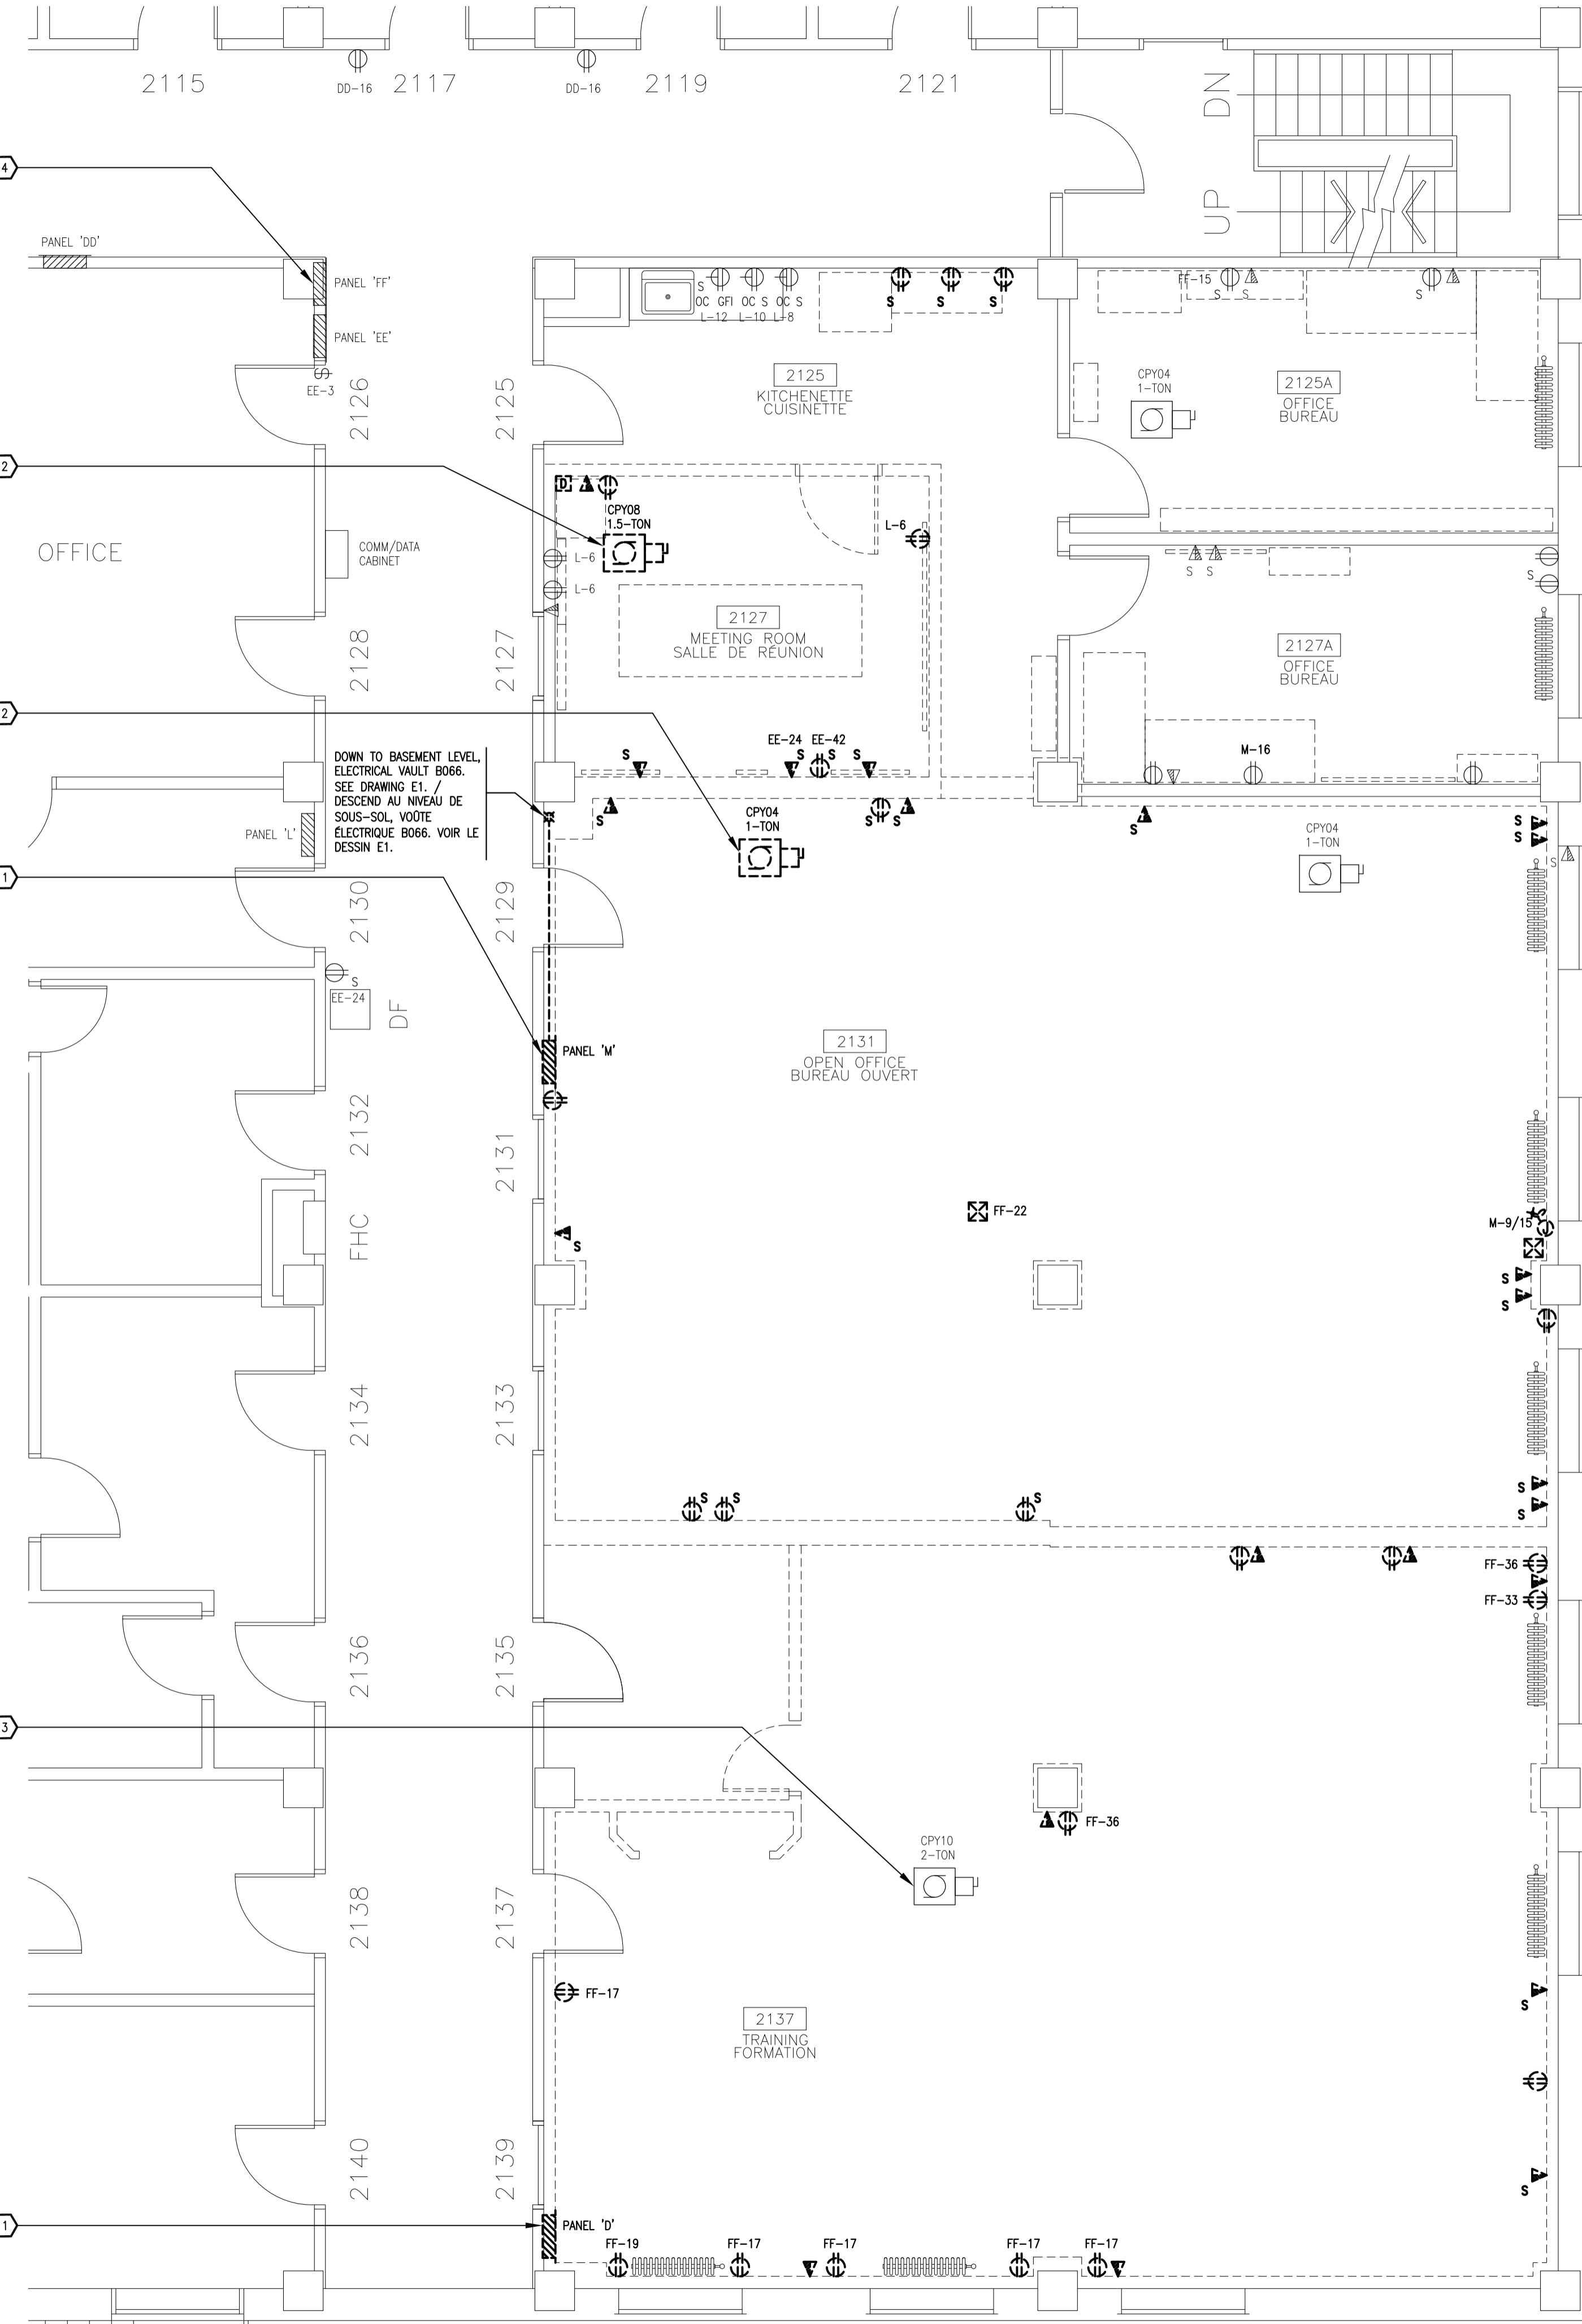 2115
DD-16
2117
DD-16
2119
2121
DN
UP
4
PANEL 'DD'
PANEL 'FF'
PANEL 'EE'
S
EE-3
S
OC GFI
L-12
OC S
L-10
OC S
L-8
S
S
S
FF-15
S
S
S
2126
2125
2125
KITCHENETTE
CUISINETTE
CPY04
1-TON
2125A
OFFICE
BUREAU
2
D
CPY08
1.5-TON
L-6
OFFICE
COMM/DATA
CABINET
L-6
L-6
S
S
S
2128
2127
2127
MEETING ROOM
SALLE DE RÉUNION
2127A
OFFICE
BUREAU
2
DOWN TO BASEMENT LEVEL,
ELECTRICAL VAULT B066.
SEE DRAWING E1. /
DESCEND AU NIVEAU DE
SOUS-SOL, VOÛTE
ÉLECTRIQUE B066. VOIR LE
DESSIN E1.
S
EE-24
EE-42
S
S
S
M-16
S
S
S
CPY04
1-TON
S
CPY04
1-TON
S
S
S
PANEL 'L'
1
2130
2129
S
EE-24
DF
PANEL 'M'
2131
OPEN OFFICE
BUREAU OUVERT
2132
2131
FHC
S
FF-22
M-9/15
S
S
2134
2133
S
S
S
S
S
FF-36
FF-33
2136
2135
3
FF-36
CPY10
2-TON
2138
2137
FF-17
S
2137
TRAINING
FORMATION
2140
2139
S
1
PANEL 'D'
FF-19
FF-17
FF-17
FF-17
FF-17